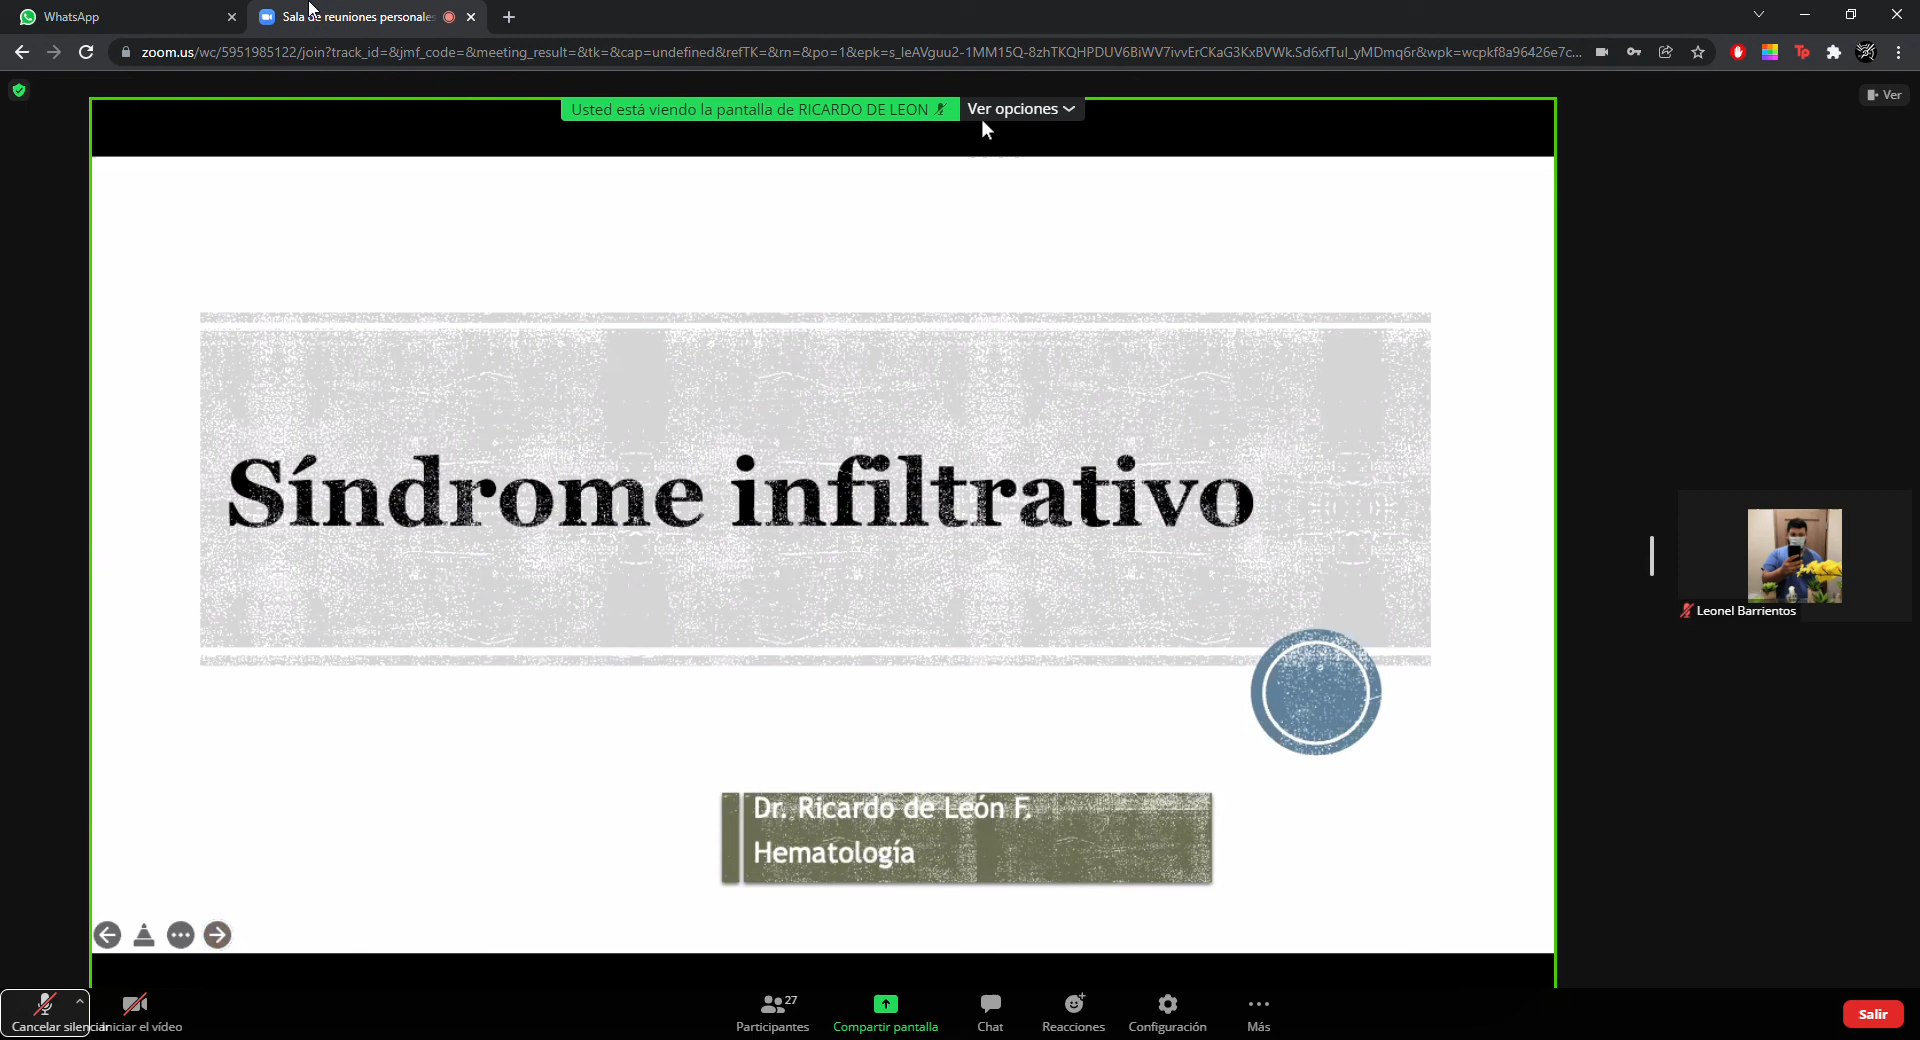 WhatsApp
Sala de reuniones personales
zoom.us/wc/5951985122/join?track_id=&jmf_code=&meeting_result=&tk=&cap=undefined&refTK=&rn=&po=1&epk=s_leAVguu2-1MM15Q-8zhTKQHPDUV6BiWV7ivvErCKaG3KxBVWk.Sd6xfTuI_yMDmq6r&wpk=wcpkf8a96426e7c...
Tp
Usted está viendo la pantalla de RICARDO DE LEON
Ver opciones
Ver
Síndrome infiltrativo
Leonel Barrientos
Dr. Ricardo de León F.
Hematología
27
Cancelar silenciar
Iniciar el vídeo
Participantes
Compartir pantalla
Chat
Reacciones
Configuración
Más
Salir